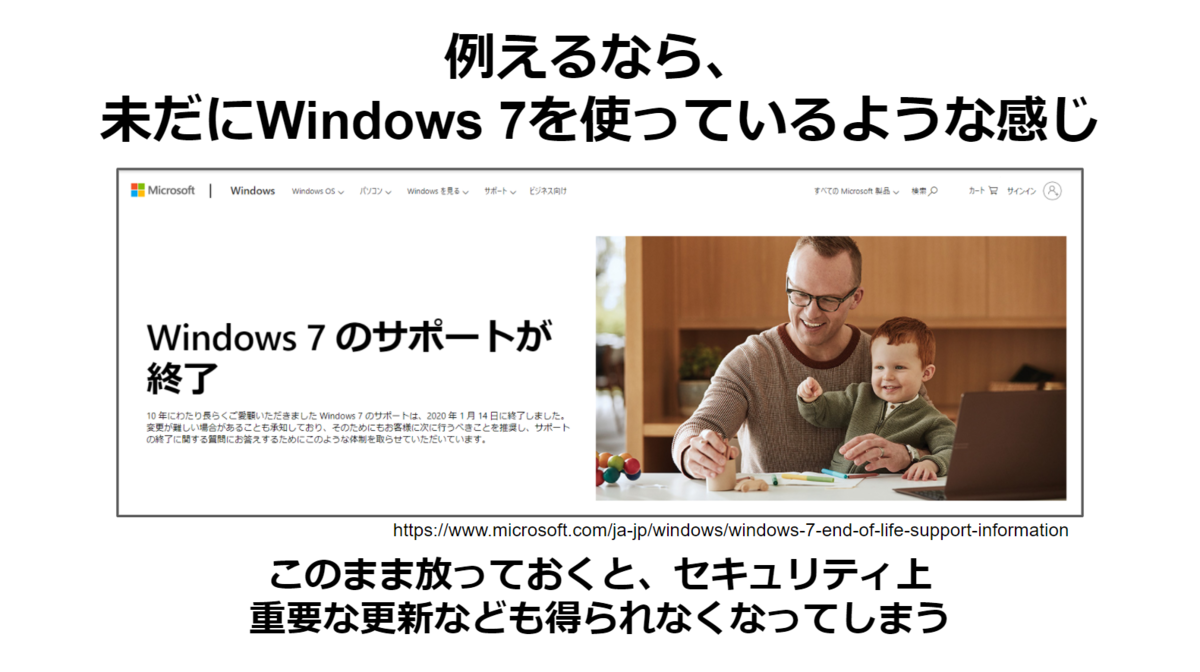 例えるなら、
未だにWindows 7を使っているような感じ
Microsoft | Windows Windows OS パソコン Windows を見る サポート ビジネス向け すべての Microsoft 製品 検索 カート サインイン
Windows 7 のサポートが
終了
10 年にわたり長らくご愛顧いただきました Windows 7 のサポートは、2020 年 1 月 14 日に終了しました。
変更が難しい場合があることも承知しており、そのためにもお客様に次に行うべきことを推奨し、サポート
の終了に関する質問にお答えするためにこのような体制を取らせていただいています。
https://www.microsoft.com/ja-jp/windows/windows-7-end-of-life-support-information
このまま放っておくと、セキュリティ上
重要な更新なども得られなくなってしまう